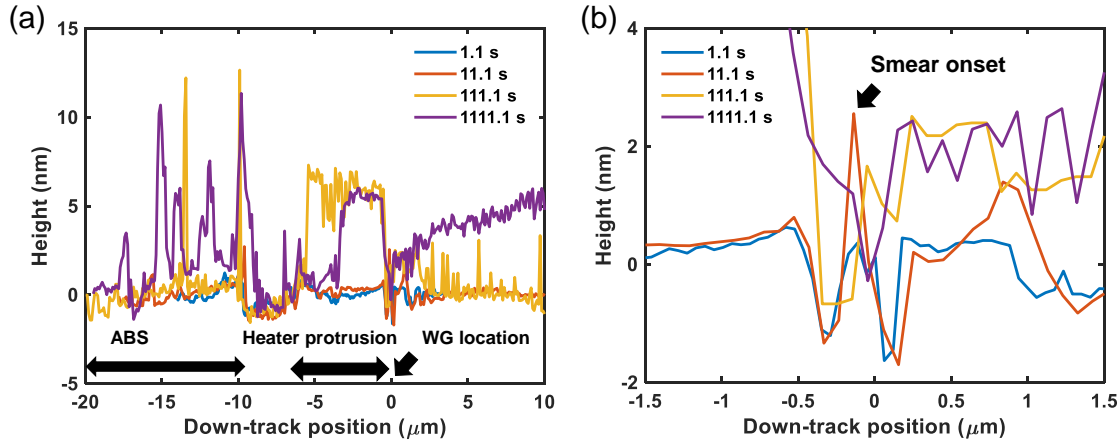 (a)
15
10
5
0
-5
Height (nm)
1.1 s
11.1 s
111.1 s
1111.1 s
ABS
Heater protrusion
WG location
-20 -15 -10 -5 0 5 10
Down-track position (μm)
(b)
4
2
0
-2
Height (nm)
1.1 s
11.1 s
111.1 s
1111.1 s
Smear onset
-1.5 -1 -0.5 0 0.5 1 1.5
Down-track position (μm)